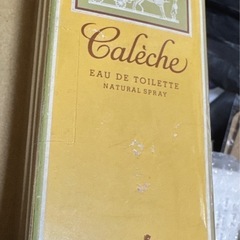 Calèche
EAU DE TOILETTE
NATURAL SPRAY